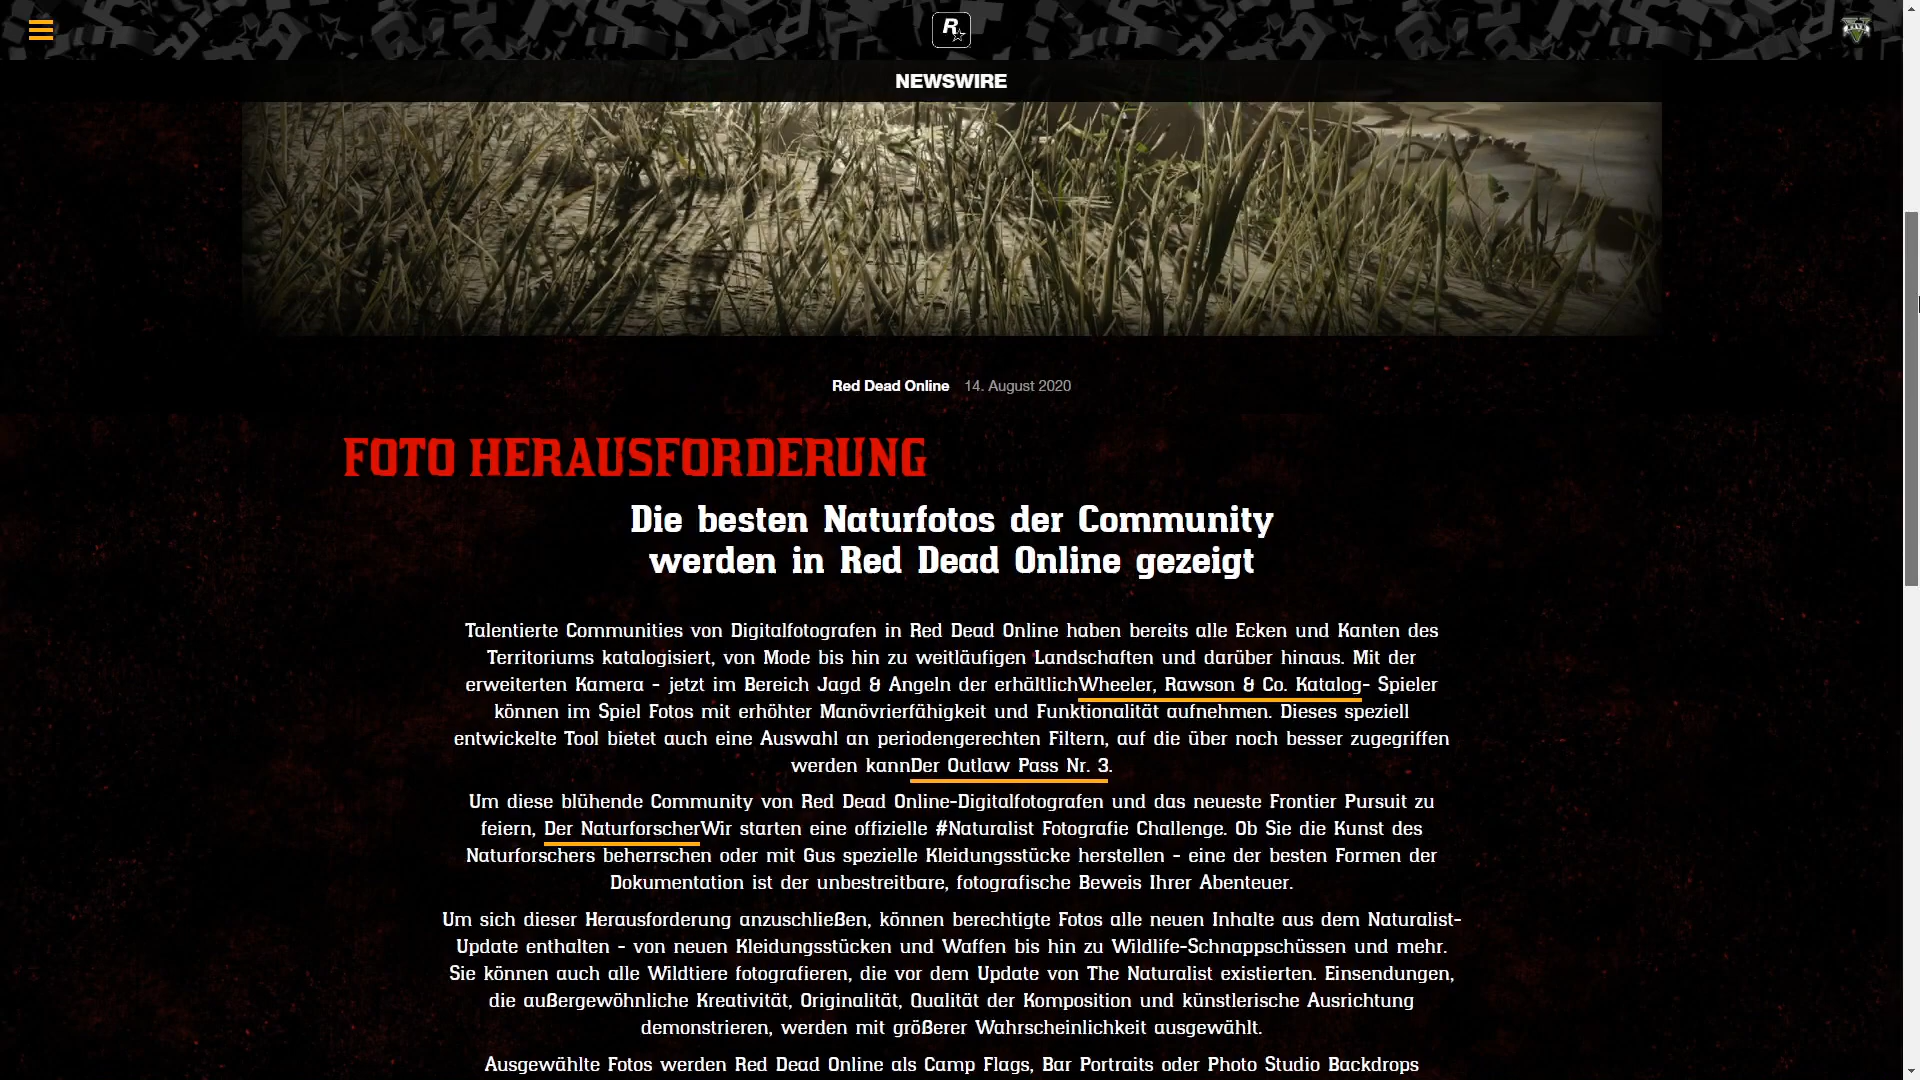 R
NEWSWIRE
Red Dead Online 14. August 2020
FOTO HERAUSFORDERUNG
Die besten Naturfotos der Community
werden in Red Dead Online gezeigt
Talentierte Communities von Digitalfotografen in Red Dead Online haben bereits alle Ecken und Kanten des
Territoriums katalogisiert, von Mode bis hin zu weitläufigen Landschaften und darüber hinaus. Mit der
erweiterten Kamera - jetzt im Bereich Jagd & Angeln der erhältlichWheeler, Rawson & Co. Katalog- Spieler
können im Spiel Fotos mit erhöhter Manövrierfähigkeit und Funktionalität aufnehmen. Dieses speziell
entwickelte Tool bietet auch eine Auswahl an periodengerechten Filtern, auf die über noch besser zugegriffen
werden kannDer Outlaw Pass Nr. 3.
Um diese blühende Community von Red Dead Online-Digitalfotografen und das neueste Frontier Pursuit zu
feiern, Der NaturforscherWir starten eine offizielle #Naturalist Fotografie Challenge. Ob Sie die Kunst des
Naturforschers beherrschen oder mit Gus spezielle Kleidungsstücke herstellen - eine der besten Formen der
Dokumentation ist der unbestreitbare, fotografische Beweis Ihrer Abenteuer.
Um sich dieser Herausforderung anzuschließen, können berechtigte Fotos alle neuen Inhalte aus dem Naturalist-
Update enthalten - von neuen Kleidungsstücken und Waffen bis hin zu Wildlife-Schnappschüssen und mehr.
Sie können auch alle Wildtiere fotografieren, die vor dem Update von The Naturalist existierten. Einsendungen,
die außergewöhnliche Kreativität, Originalität, Qualität der Komposition und künstlerische Ausrichtung
demonstrieren, werden mit größerer Wahrscheinlichkeit ausgewählt.
Ausgewählte Fotos werden Red Dead Online als Camp Flags, Bar Portraits oder Photo Studio Backdrops